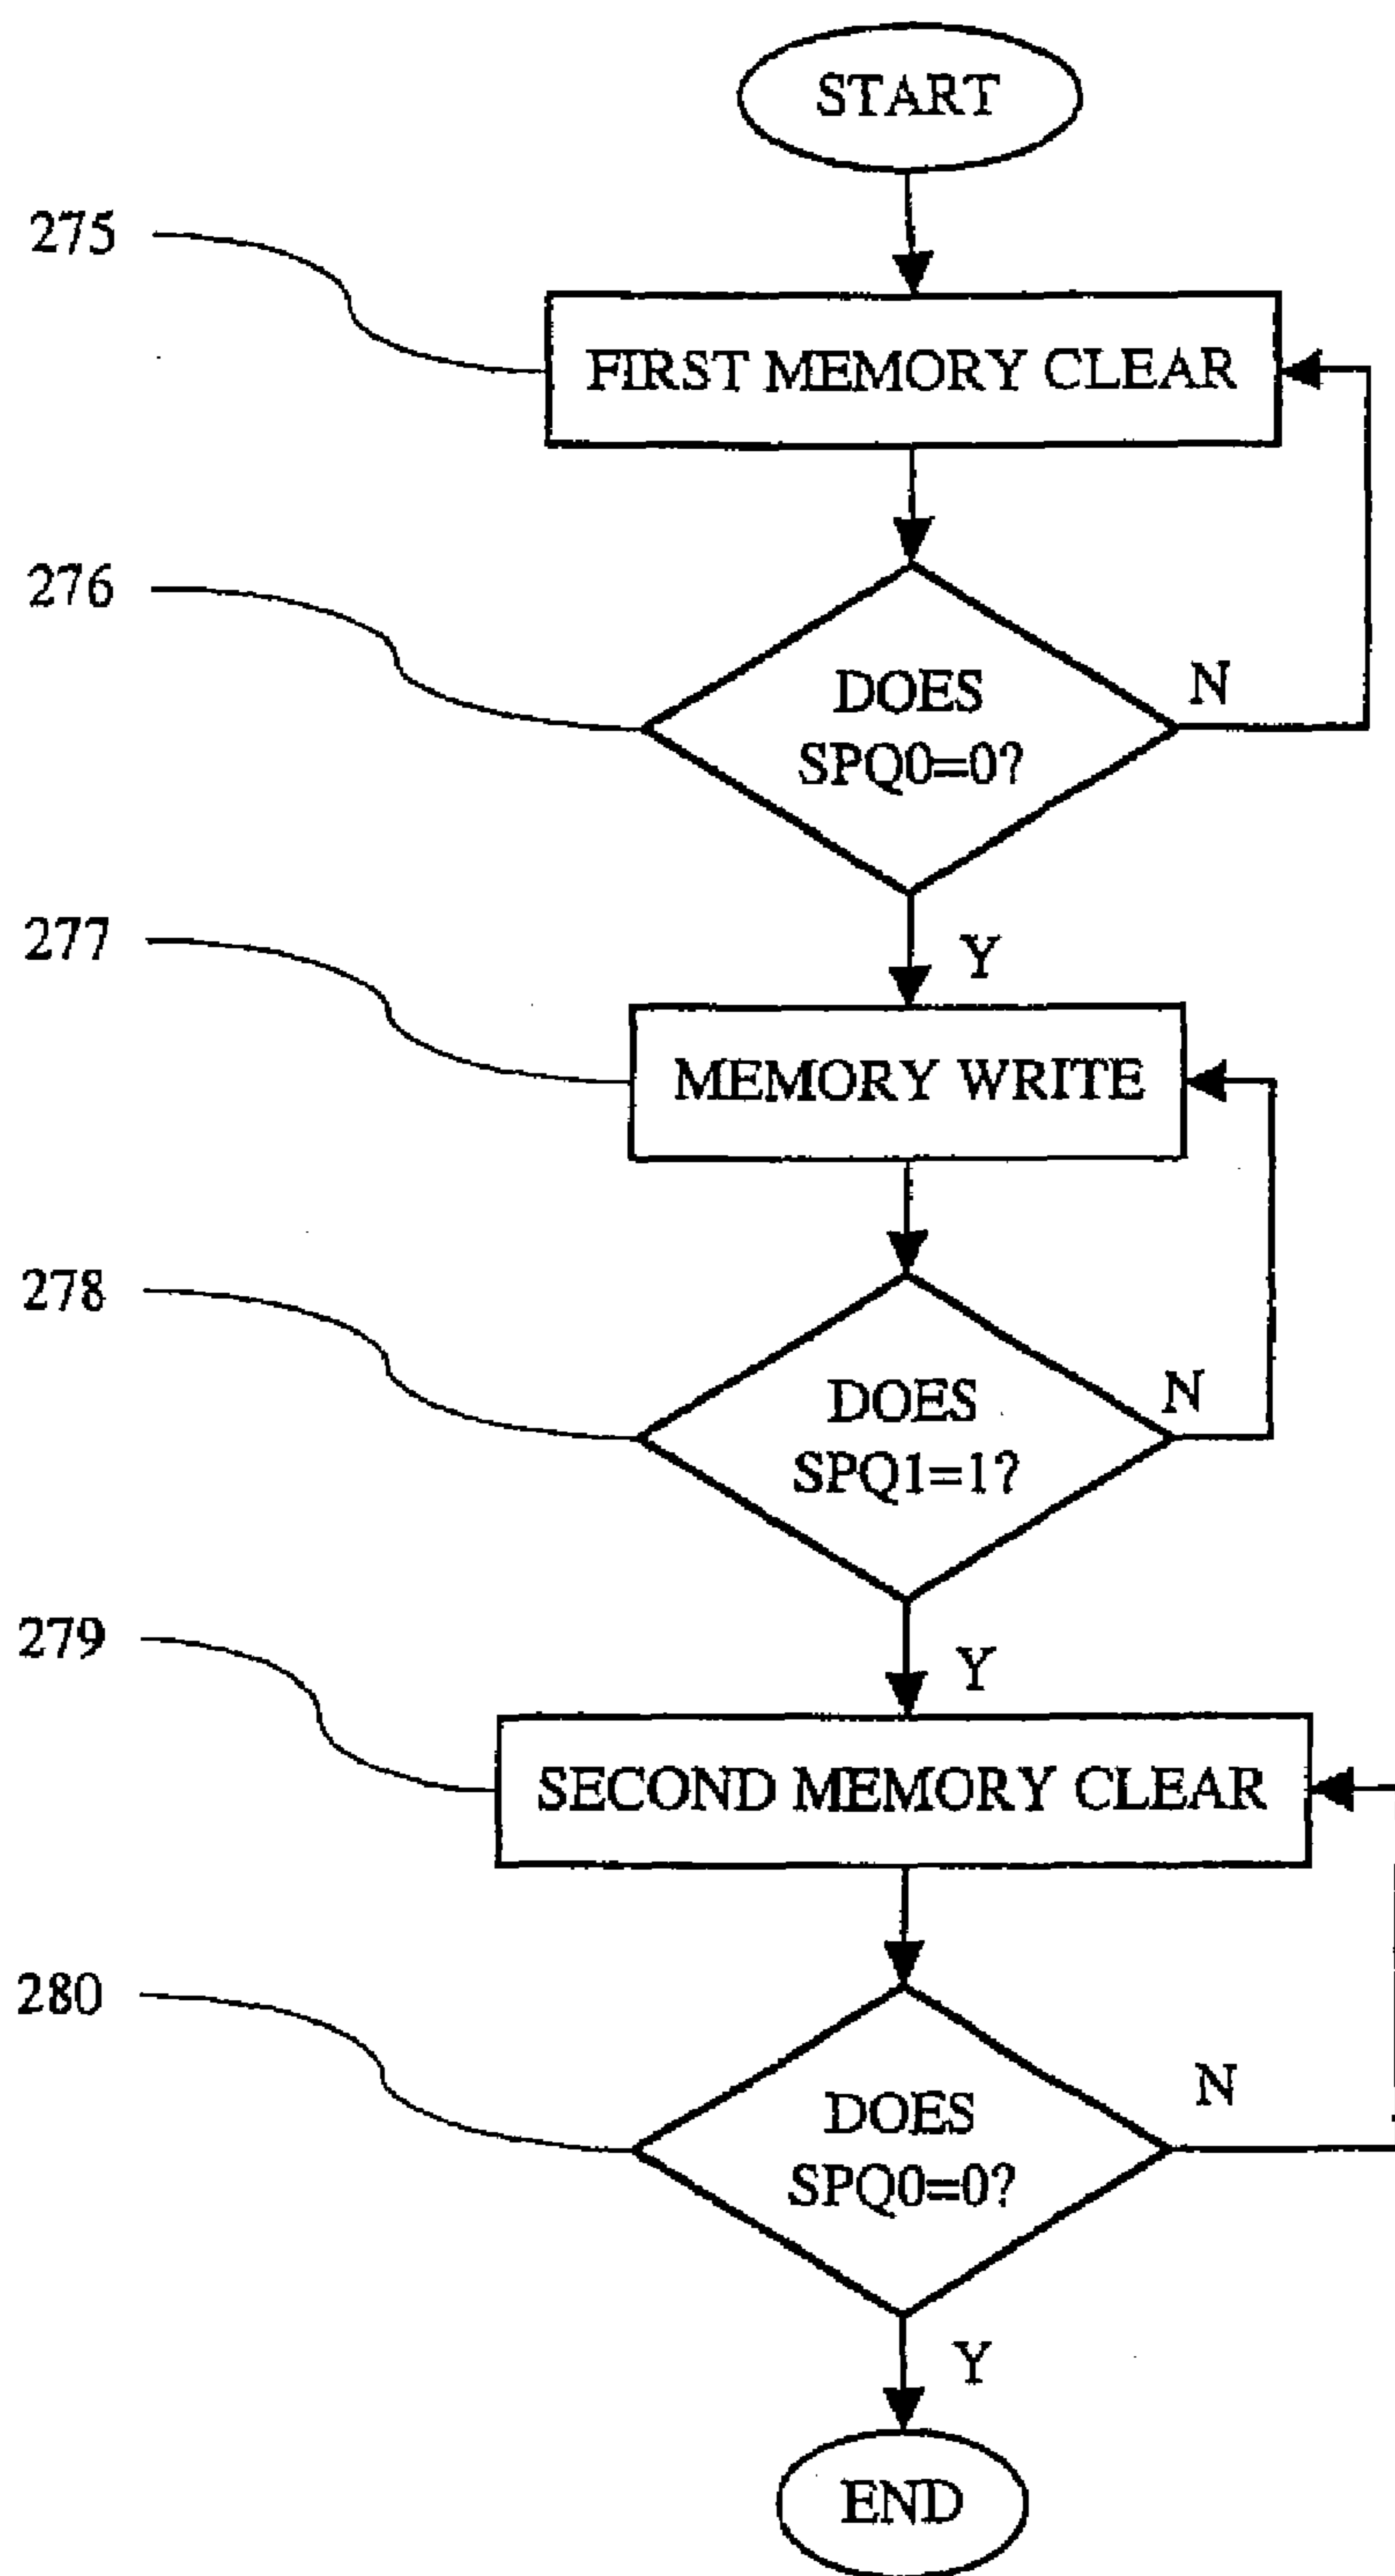 START
275
FIRST MEMORY CLEAR
276
DOES
SPQ0=0?
N
277
Y
MEMORY WRITE
278
DOES
SPQ1=1?
N
279
Y
SECOND MEMORY CLEAR
280
DOES
SPQ0=0?
N
Y
END